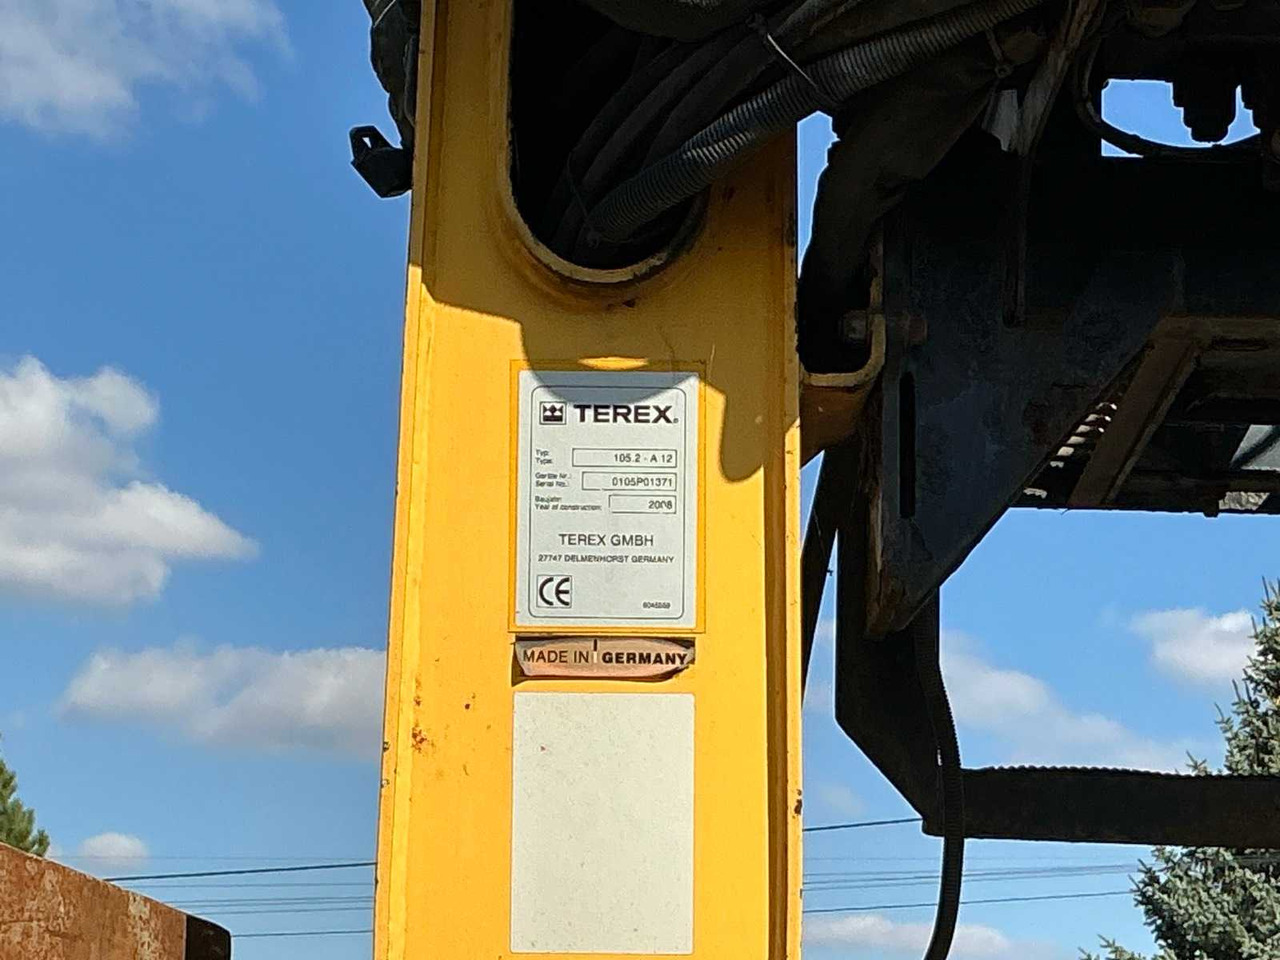 TEREX®
Typ:
Type:
105.2 - A 12
Geräte Nr.:
Serial No.:
0105P01371
Baujahr:
Year of construction:
2008
TEREX GMBH
27747 DELMENHORST GERMANY
CE
MADE IN GERMANY